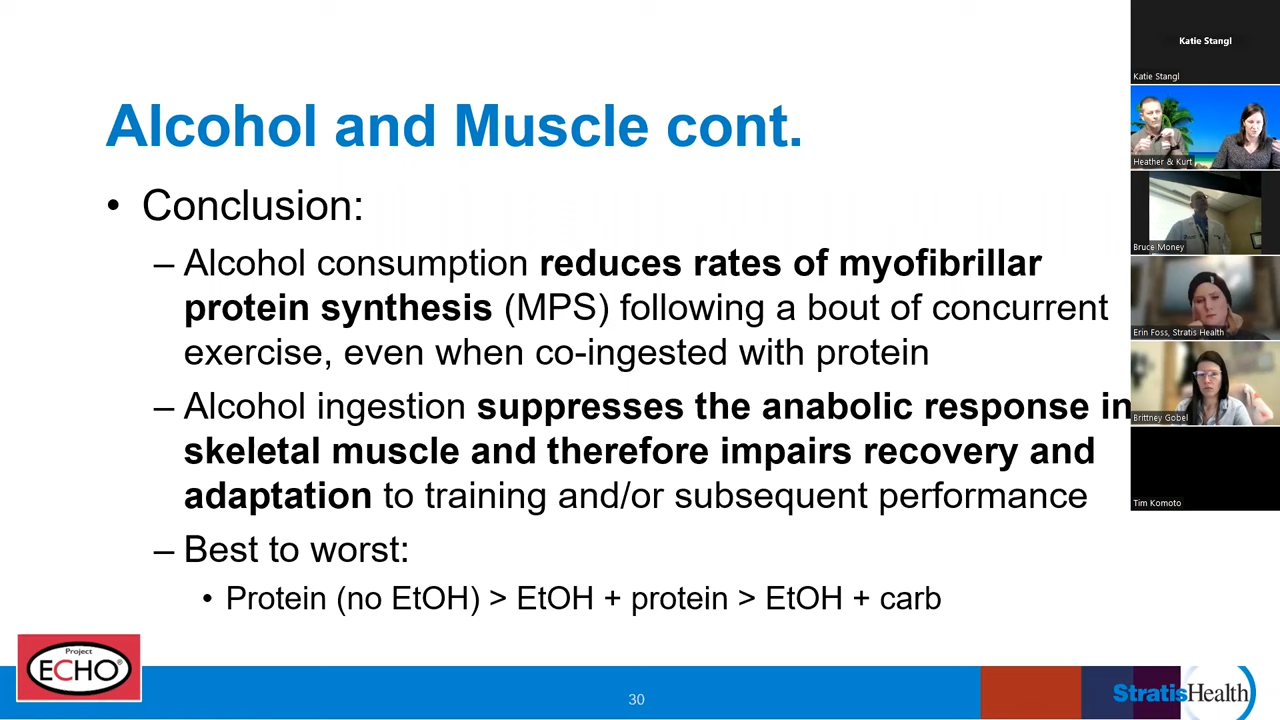 Alcohol and Muscle cont.
• Conclusion:
– Alcohol consumption reduces rates of myofibrillar
protein synthesis (MPS) following a bout of concurrent
exercise, even when co-ingested with protein
– Alcohol ingestion suppresses the anabolic response in
skeletal muscle and therefore impairs recovery and
adaptation to training and/or subsequent performance
– Best to worst:
• Protein (no EtOH) > EtOH + protein > EtOH + carb
Project
ECHO®
30
StratisHealth
Katie Stangl
Katie Stangl
Heather & Kurt
Bruce Money
Erin Foss, Stratis Health
Brittney Gobel
Tim Komoto